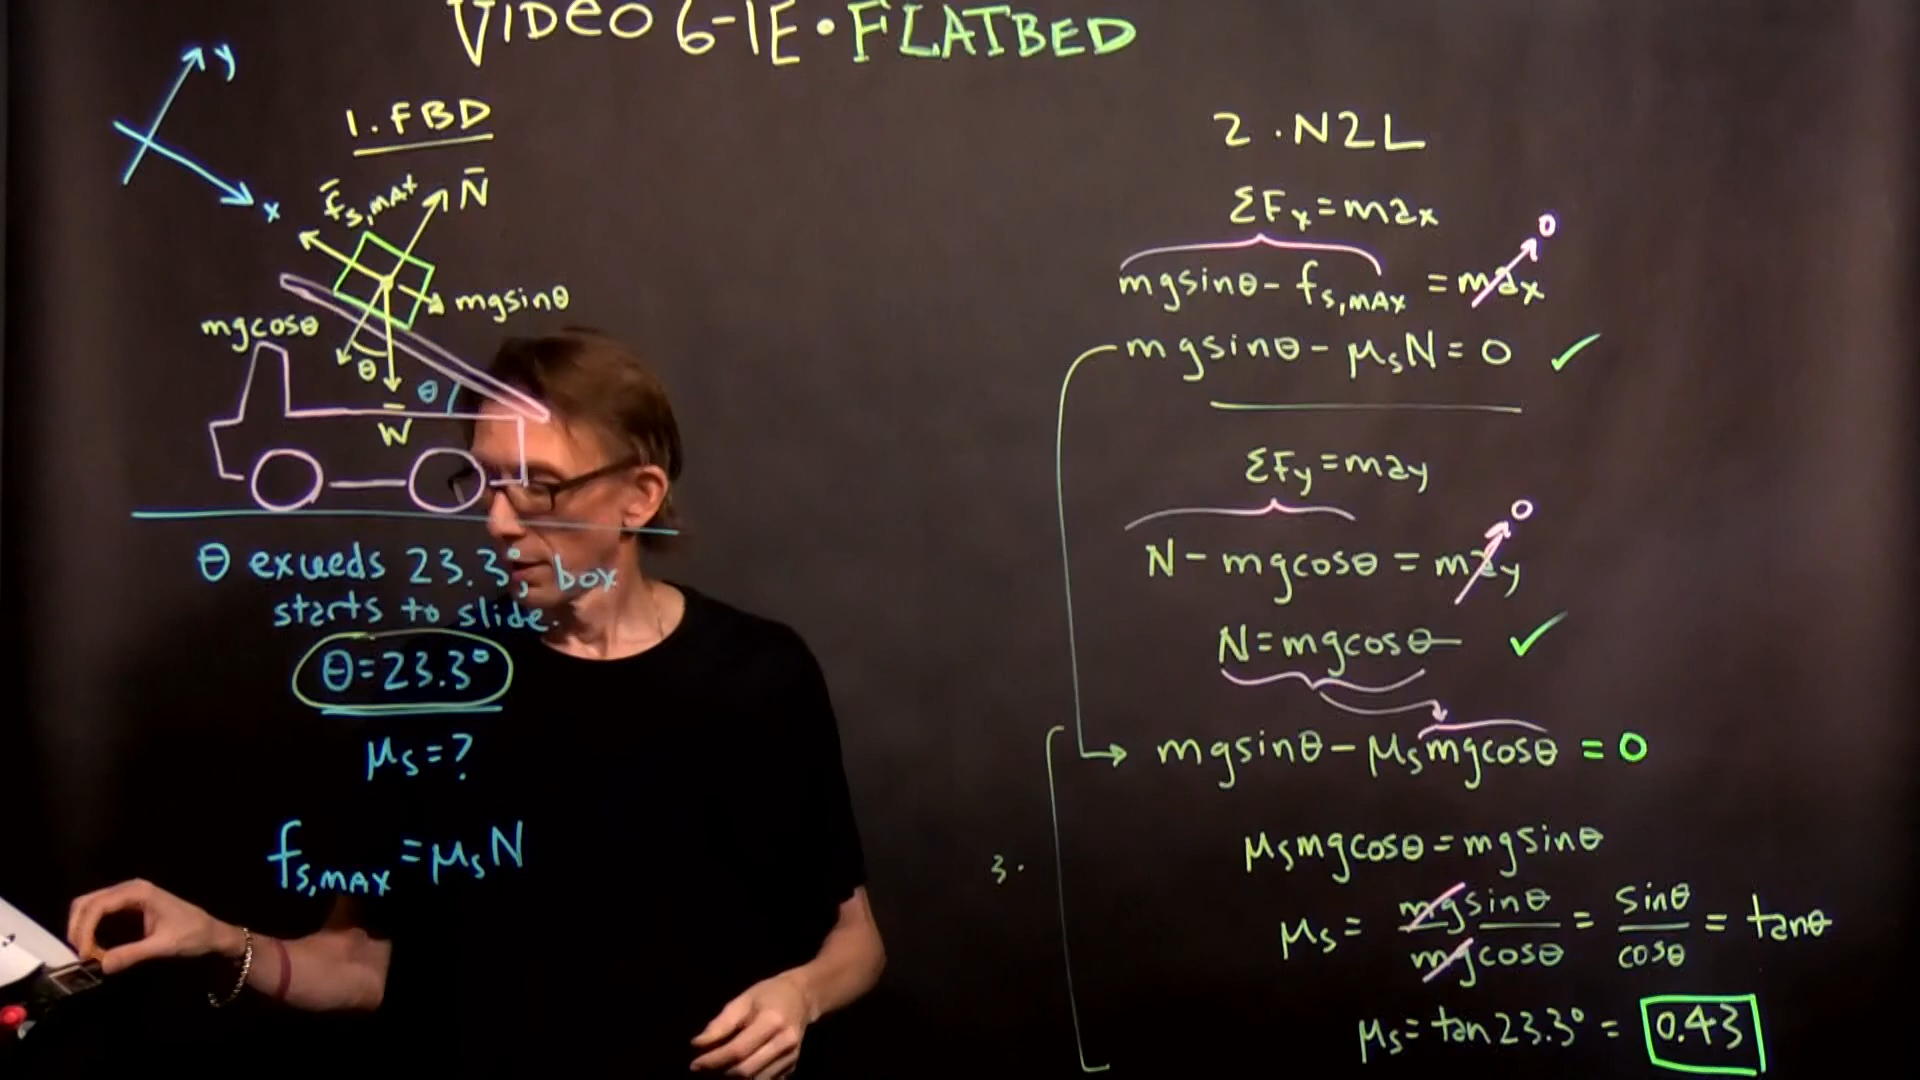 VIDEO 6-1E • FLATBED
y
x
1. FBD
f̄s,MAX
N̄
mgsinθ
mgcosθ
θ
θ
W̄
θ exceeds 23.3°, box
starts to slide.
θ=23.3°
μs=?
fs,MAX=μsN
2. N2L
ΣFx=max
0
mgsinθ- fs,MAX = max
mgsinθ- μsN= 0 ✓
ΣFy=may
0
N- mgcosθ = may
N=mgcosθ ✓
mgsinθ- μsmgcosθ = 0
3.
μsmgcosθ=mgsinθ
μs= mgsinθ/mgcosθ = sinθ/cosθ = tanθ
μs= tan23.3° = 0.43